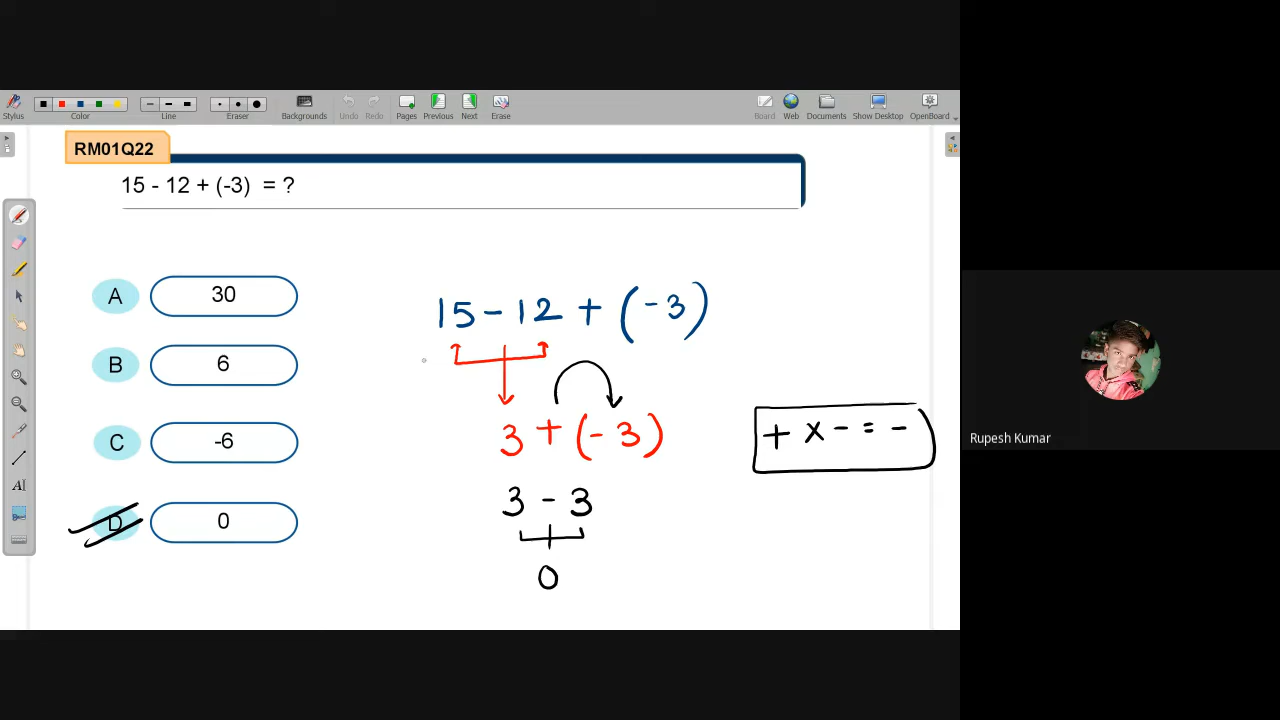 Stylus
Color
Line
Eraser
Backgrounds
Undo
Redo
Pages
Previous
Next
Erase
Board
Web
Documents
Show Desktop
OpenBoard
RM01Q22
15 - 12 + (-3) = ?
A 30
B 6
C -6
D 0
15 - 12 + (-3)
3 + (-3)
3 - 3
0
+ x - = -
AI
Rupesh Kumar